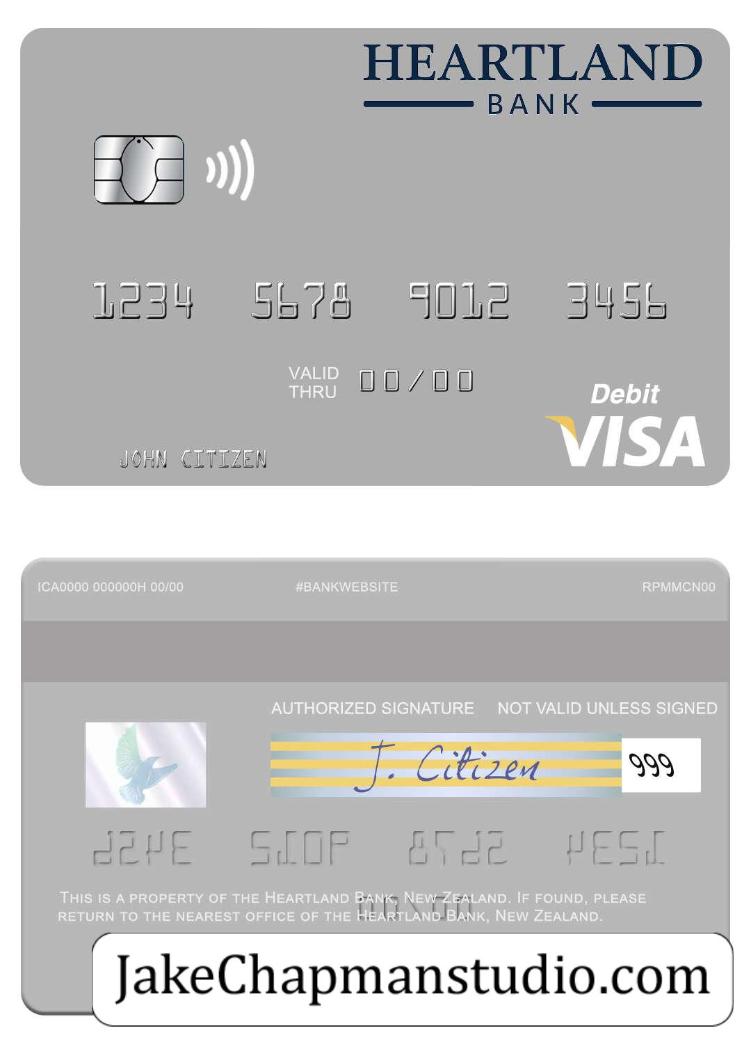 HEARTLAND
BANK
1234 5678 9012 3456
VALID
THRU 00/00
Debit
VISA
JOHN CITIZEN
ICA0000 000000H 00/00 #BANKWEBSITE RPMMCN00
AUTHORIZED SIGNATURE NOT VALID UNLESS SIGNED
J. Citizen 999
THIS IS A PROPERTY OF THE HEARTLAND BANK, NEW ZEALAND. IF FOUND, PLEASE
RETURN TO THE NEAREST OFFICE OF THE HEARTLAND BANK, NEW ZEALAND.
JakeChapmanstudio.com